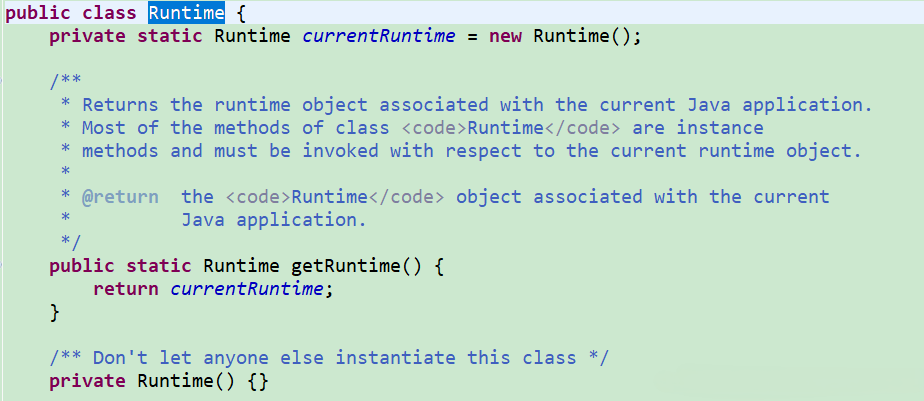 public class Runtime {
    private static Runtime currentRuntime = new Runtime();

    /**
     * Returns the runtime object associated with the current Java application.
     * Most of the methods of class <code>Runtime</code> are instance
     * methods and must be invoked with respect to the current runtime object.
     *
     * @return  the <code>Runtime</code> object associated with the current
     *          Java application.
     */
    public static Runtime getRuntime() {
        return currentRuntime;
    }

    /** Don't let anyone else instantiate this class */
    private Runtime() {}